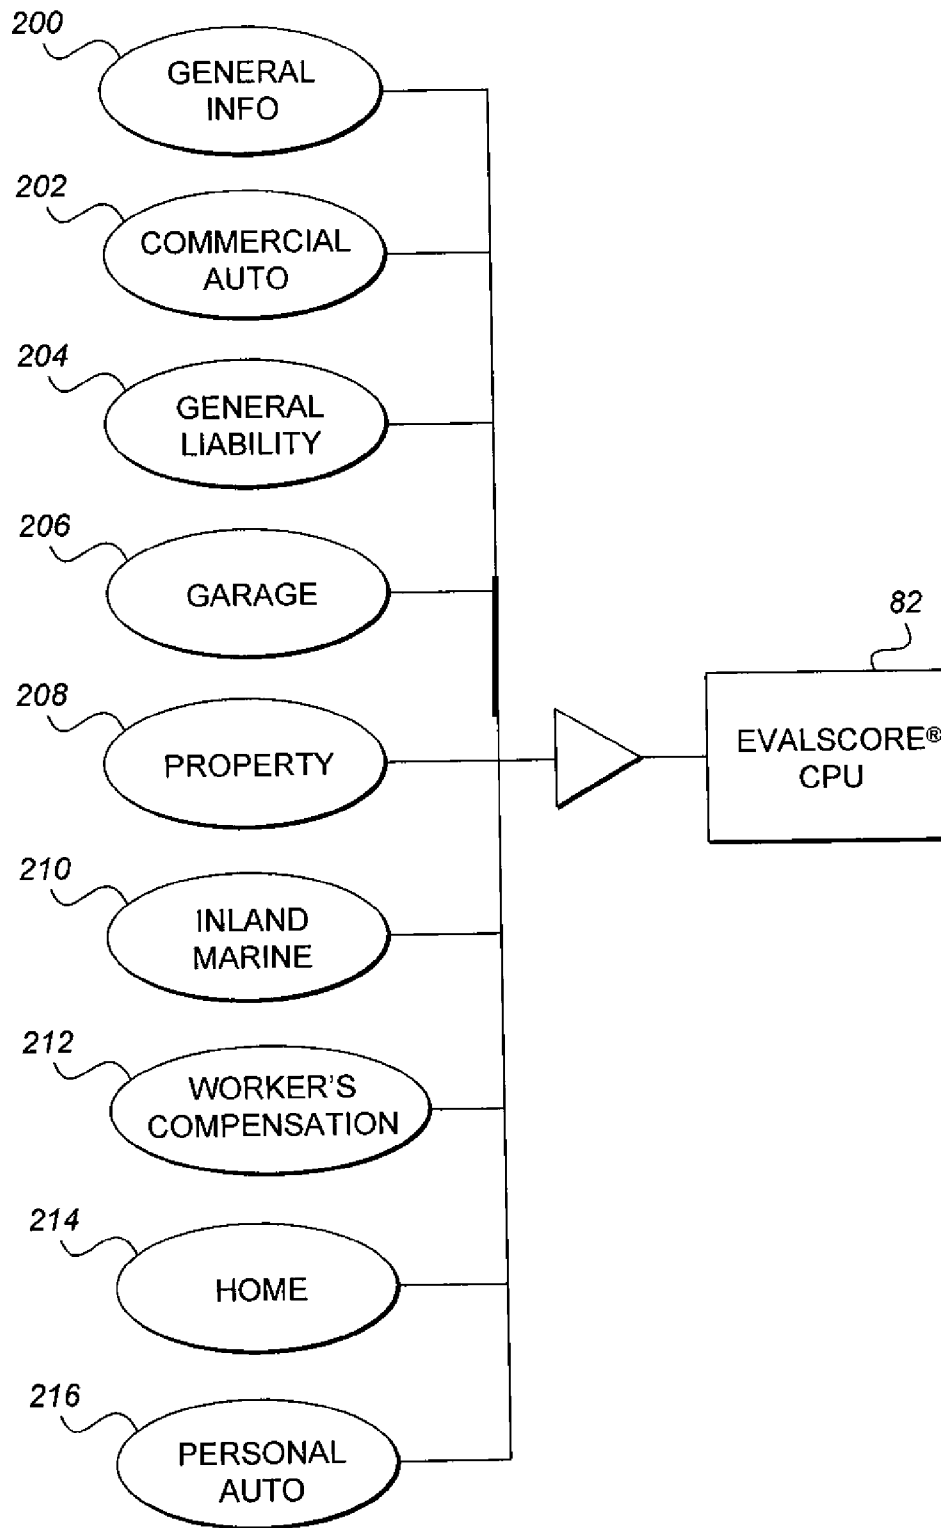 200
GENERAL
INFO
202
COMMERCIAL
AUTO
204
GENERAL
LIABILITY
206
GARAGE
82
EVALSCORE®
CPU
208
PROPERTY
210
INLAND
MARINE
212
WORKER'S
COMPENSATION
214
HOME
216
PERSONAL
AUTO